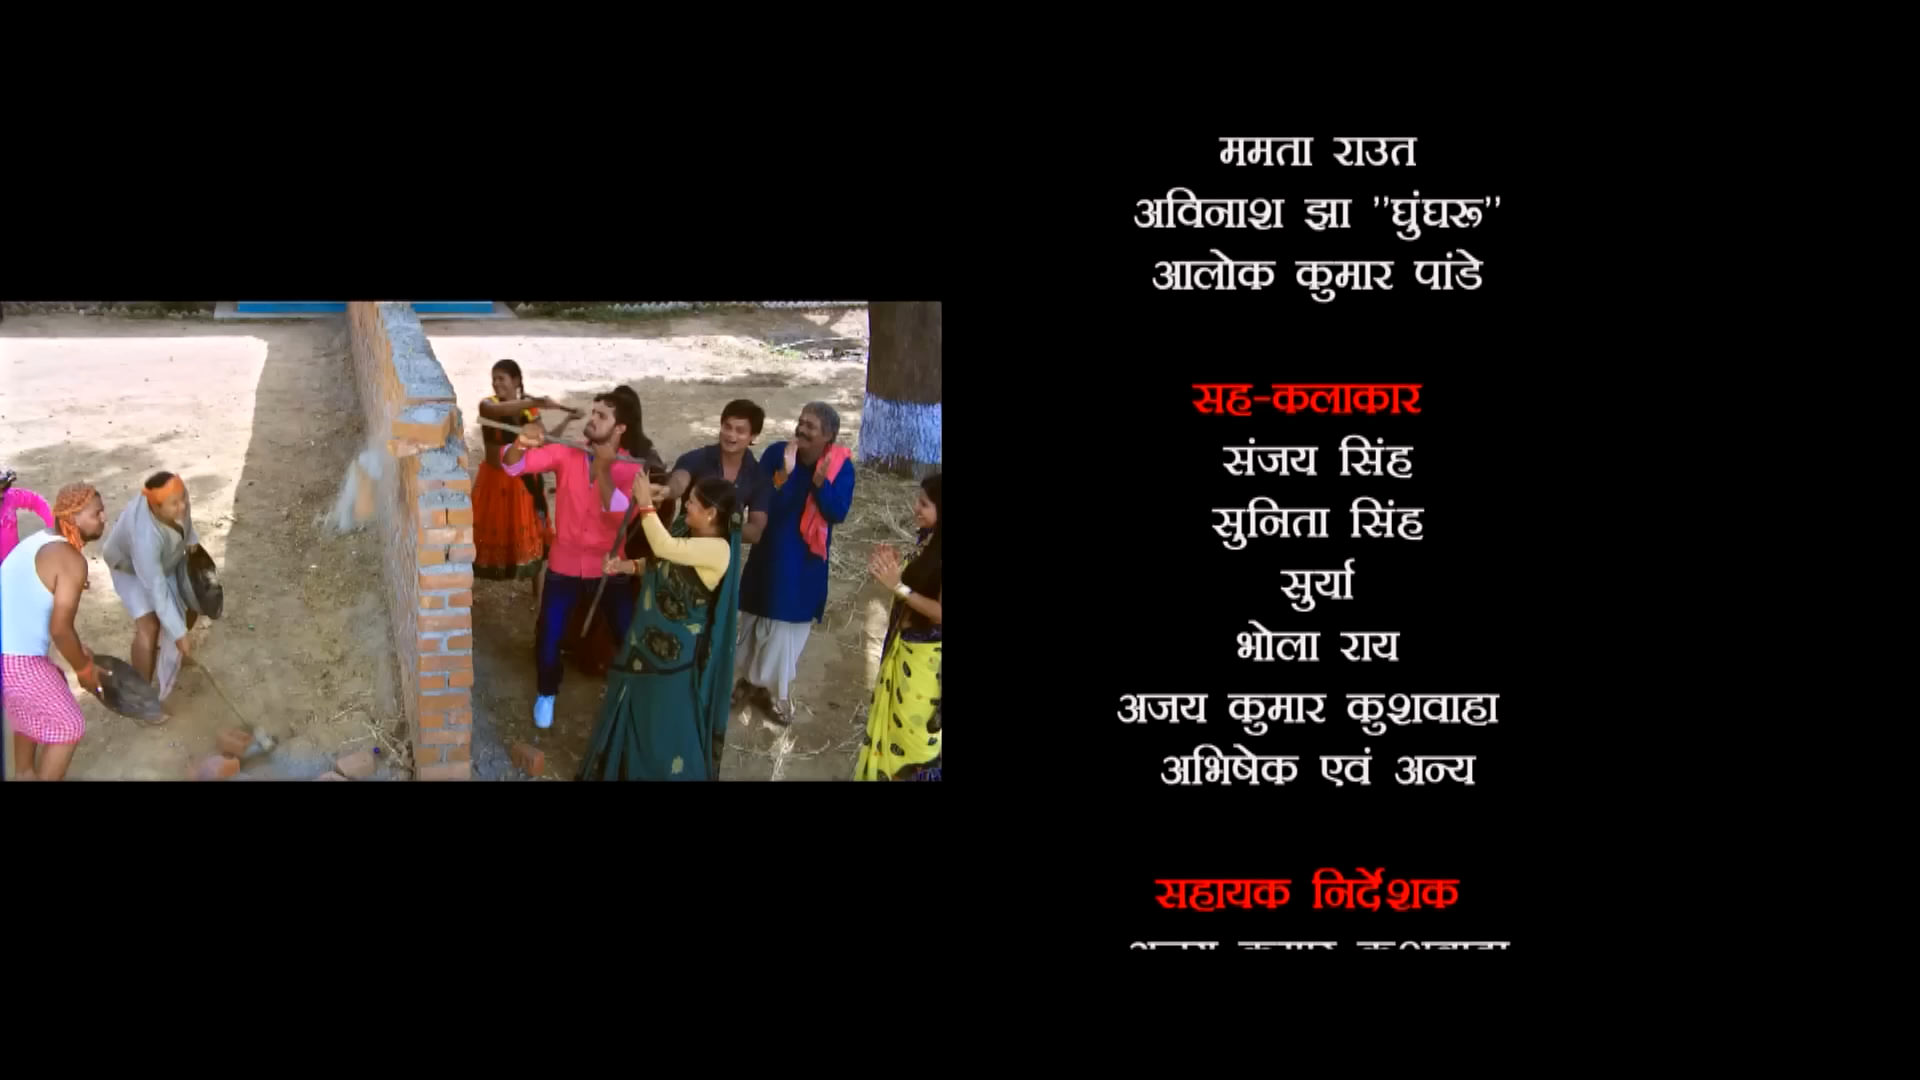 ममता राउत
अविनाश झा "घुंघरू"
आलोक कुमार पांडे
सह-कलाकार
संजय सिंह
सुनिता सिंह
सुर्या
भोला राय
अजय कुमार कुशवाहा
अभिषेक एवं अन्य
सहायक निर्देशक